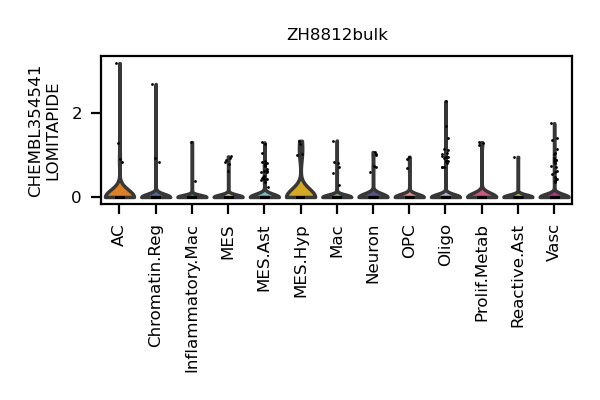 ZH8812bulk
CHEMBL354541
LOMITAPIDE
2
0
AC
Chromatin.Reg
Inflammatory.Mac
MES
MES.Ast
MES.Hyp
Mac
Neuron
OPC
Oligo
Prolif.Metab
Reactive.Ast
Vasc